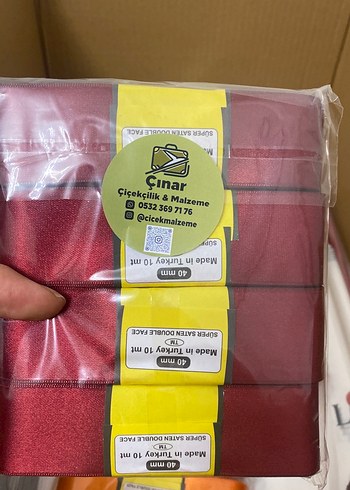 SÜPER SATEN DOUBLE FACE
Çınar
Çiçekçilik & Malzeme
0532 369 71 76
@cicekmalzeme
40 mm
Made in Turkey 10 mt
40 mm
Made in Turkey 10 mt
TM
SÜPER SATEN DOUBLE FACE
40 mm
Made in Turkey 10 mt
TM
SÜPER SATEN DOUBLE FACE